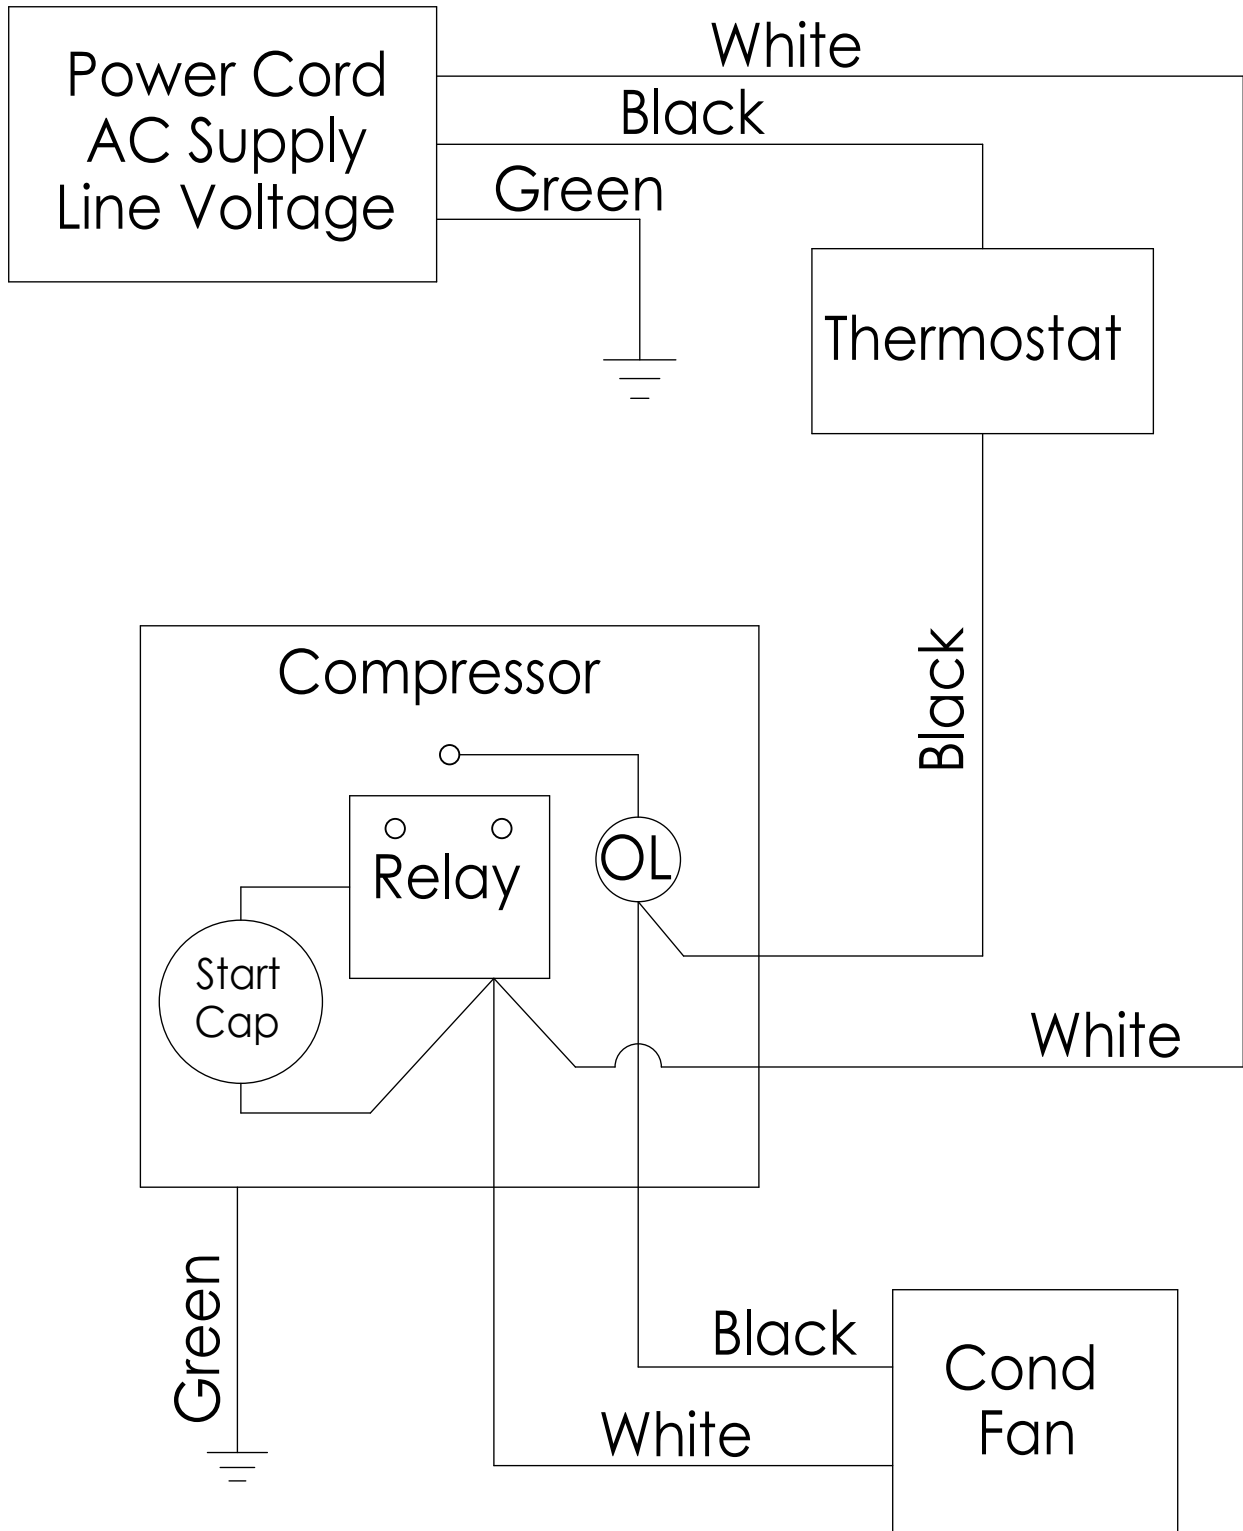 Power Cord
AC Supply
Line Voltage
White
Black
Green
Thermostat
Black
Compressor
Relay
OL
Start
Cap
White
Green
Black
White
Cond
Fan